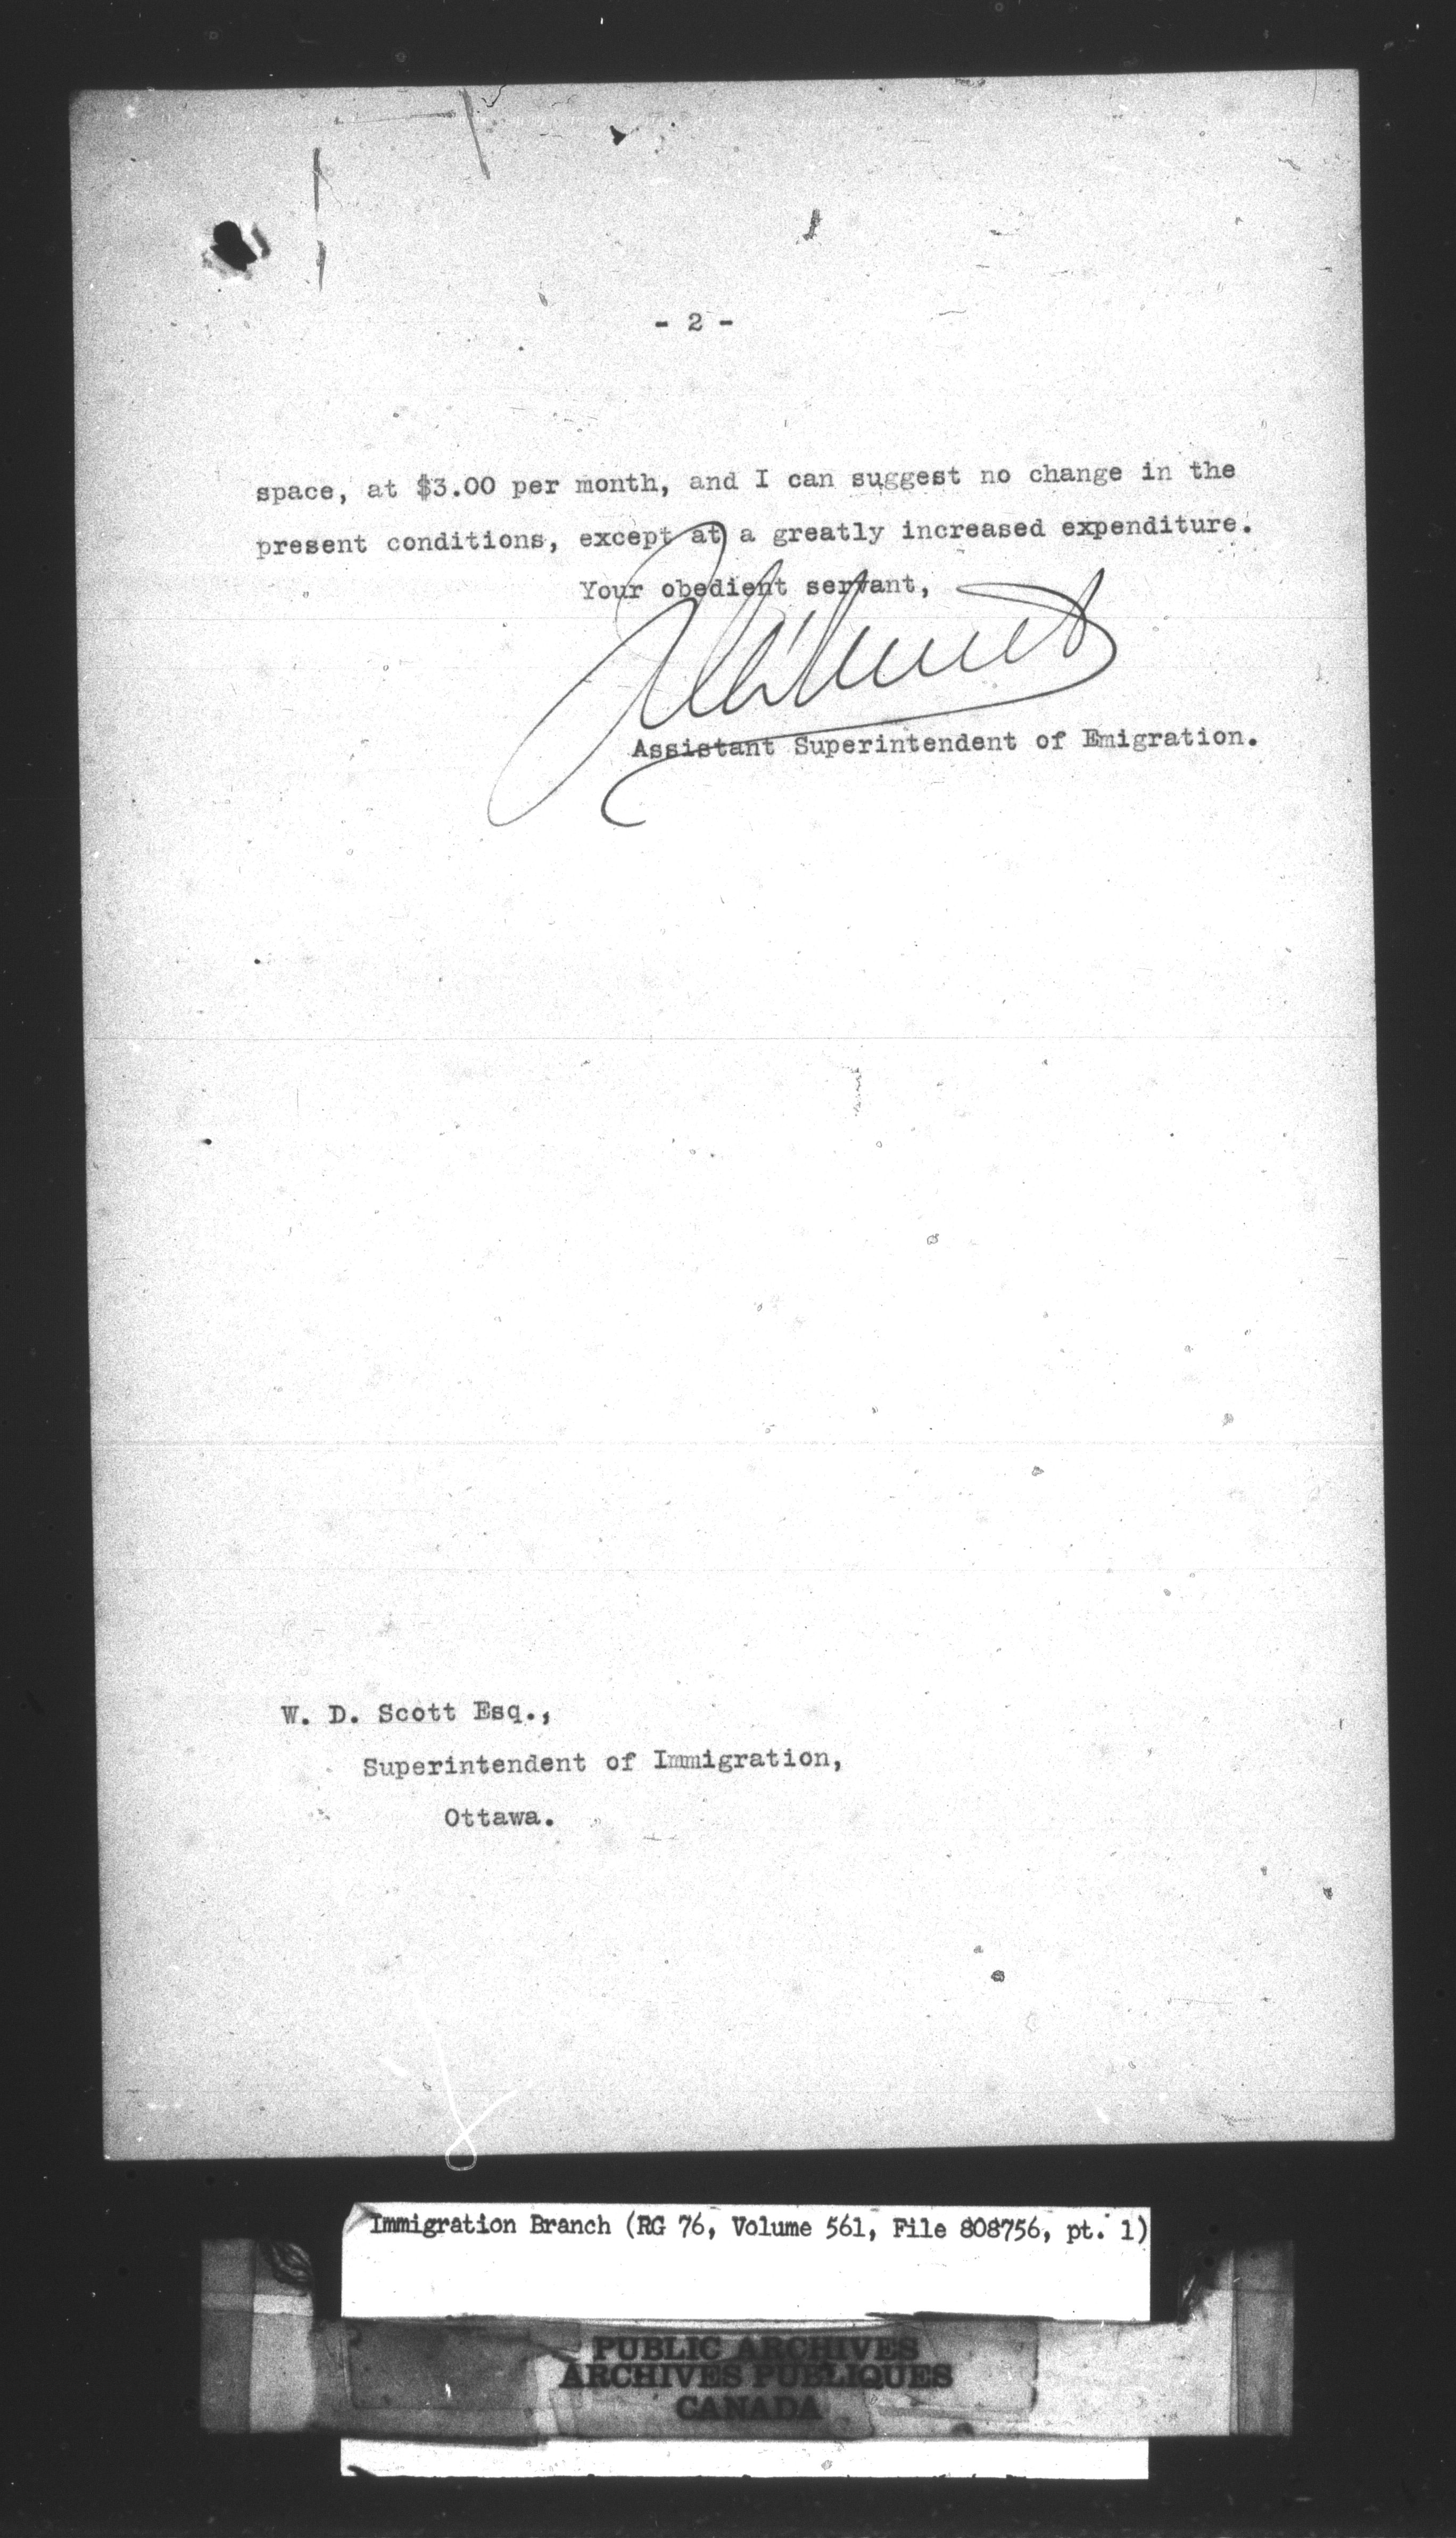 - 2 -
space, at $3.00 per month, and I can suggest no change in the
present conditions, except at a greatly increased expenditure.
Your obedient servant,
Assistant Superintendent of Emigration.
W. D. Scott Esq.,
Superintendent of Immigration,
Ottawa.
Immigration Branch (RG 76, Volume 561, File 808756, pt. 1)
PUBLIC ARCHIVES
ARCHIVES PUBLIQUES
CANADA